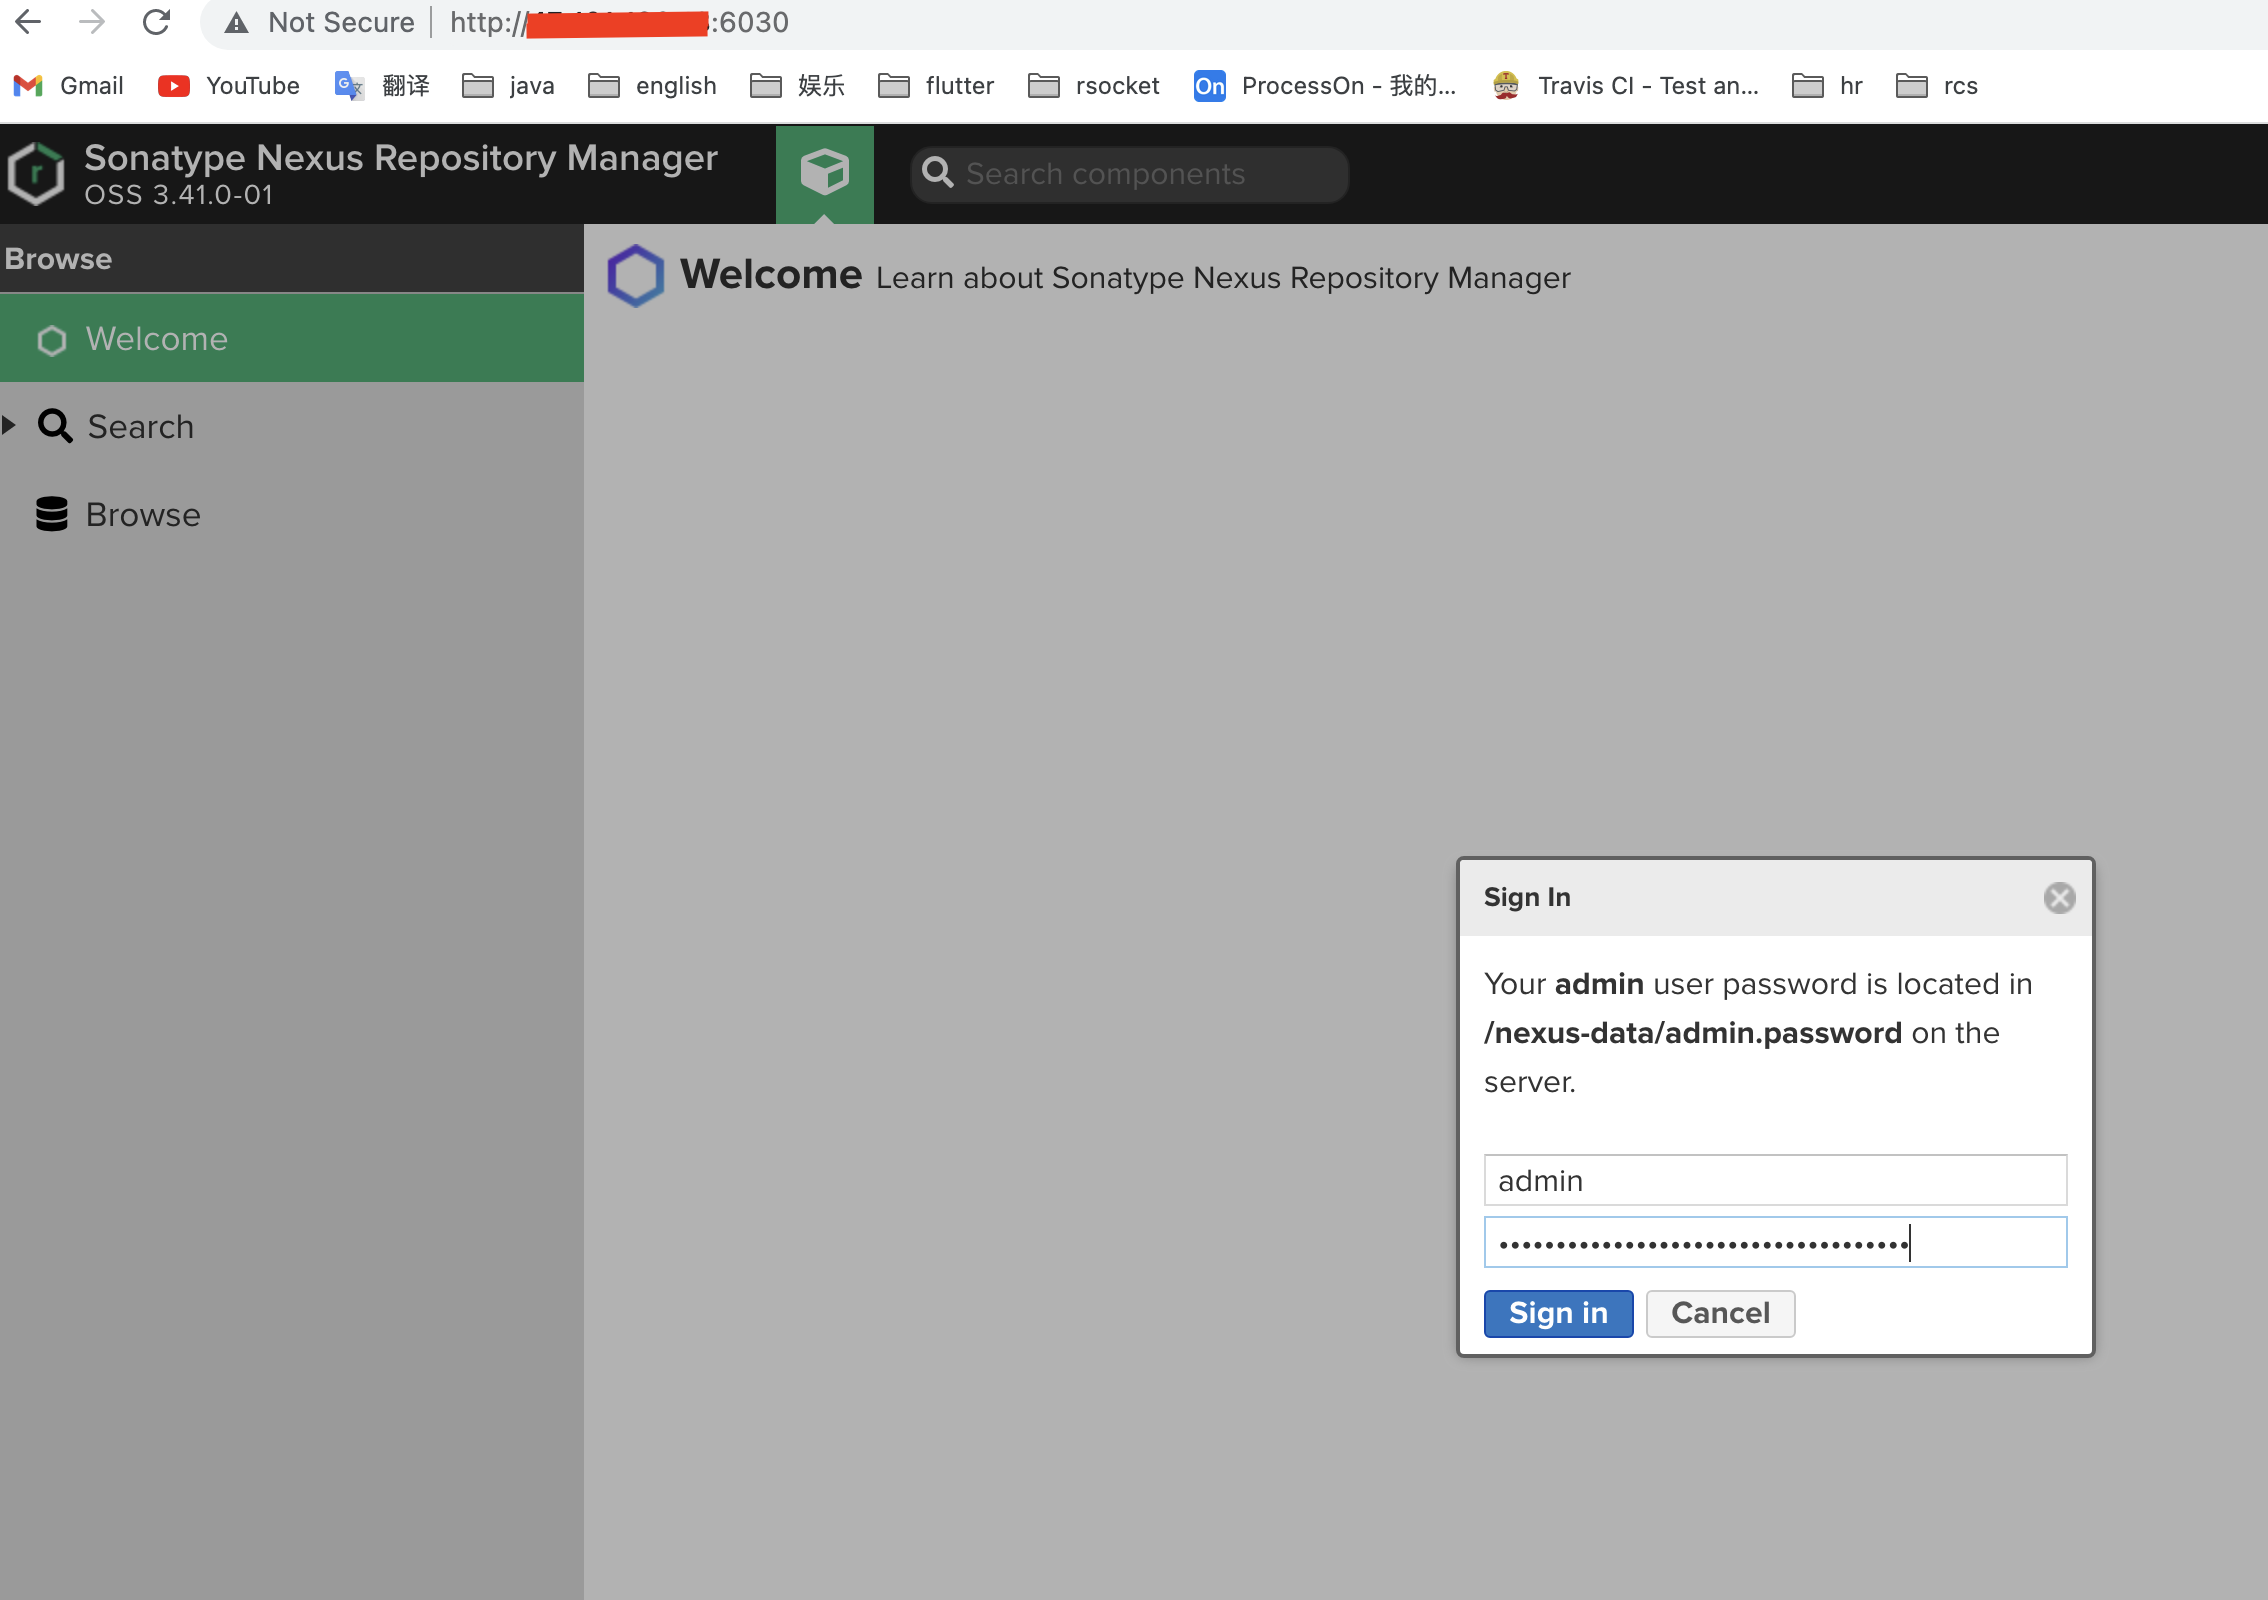 Not Secure http:// :6030
Gmail YouTube 翻译 java english 娱乐 flutter rsocket On ProcessOn - 我的... Travis CI - Test an... hr rcs
Sonatype Nexus Repository Manager
OSS 3.41.0-01
Search components
Browse
Welcome Learn about Sonatype Nexus Repository Manager
Welcome
Search
Browse
Sign In
Your admin user password is located in
/nexus-data/admin.password on the
server.
admin
••••••••••••••••••••••••••••••••••••
Sign in Cancel